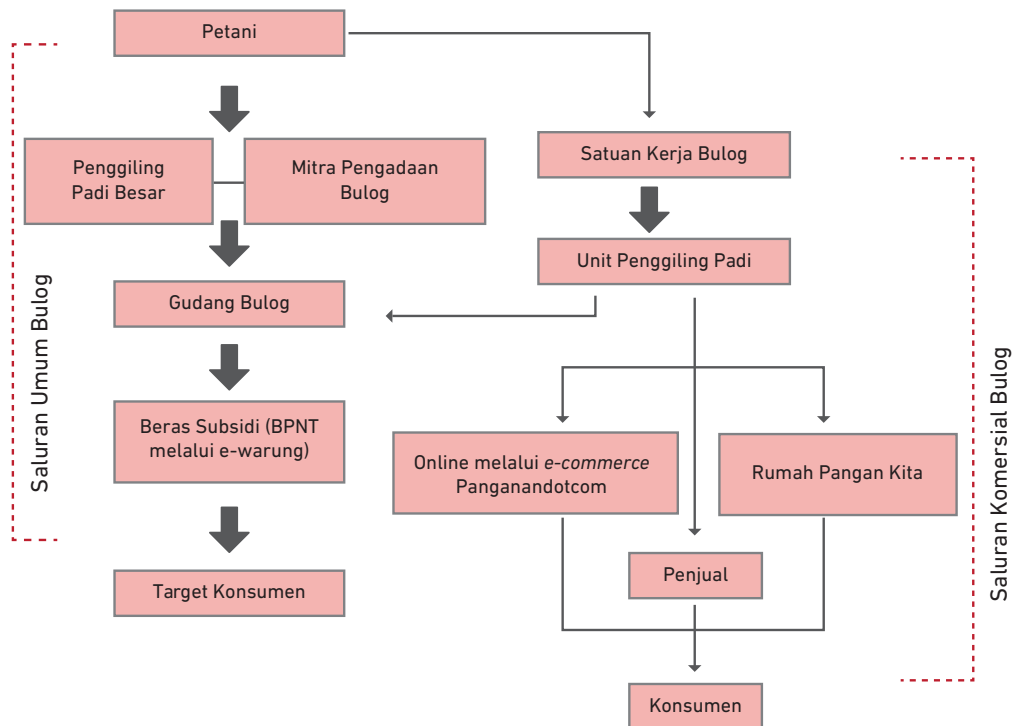 Petani
Penggiling
Padi Besar
Mitra Pengadaan
Bulog
Gudang Bulog
Beras Subsidi (BPNT
melalui e-warung)
Target Konsumen
Saluran Umum Bulog
Satuan Kerja Bulog
Unit Penggiling Padi
Online melalui e-commerce
Panganandotcom
Rumah Pangan Kita
Penjual
Konsumen
Saluran Komersial Bulog